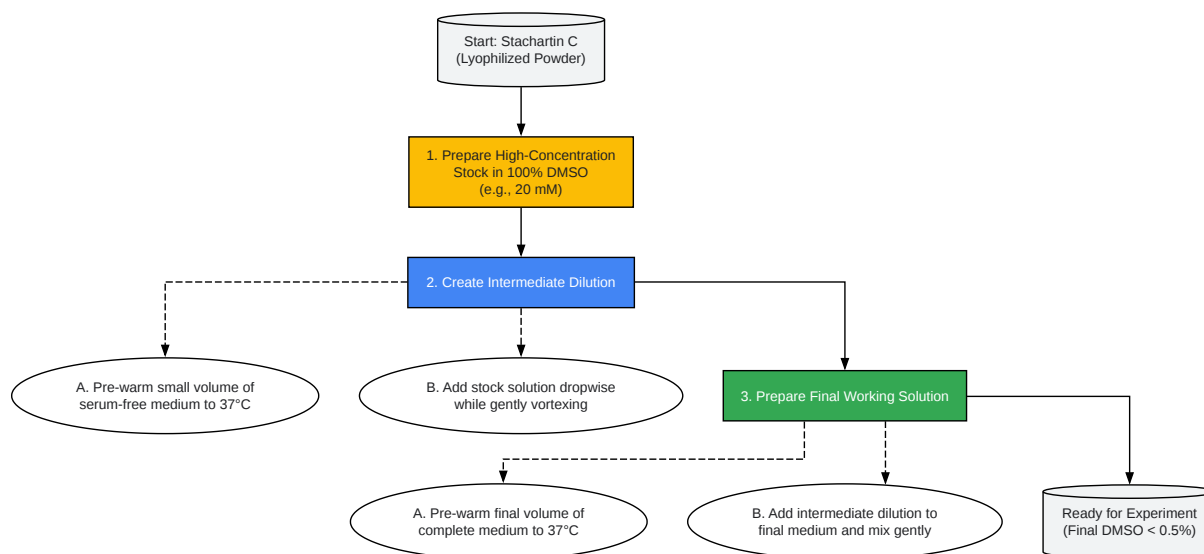 Start: Stachartin C
(Lyophilized Powder)
1. Prepare High-Concentration
Stock in 100% DMSO
(e.g., 20 mM)
2. Create Intermediate Dilution
A. Pre-warm small volume of
serum-free medium to 37°C
B. Add stock solution dropwise
while gently vortexing
3. Prepare Final Working Solution
A. Pre-warm final volume of
complete medium to 37°C
B. Add intermediate dilution to
final medium and mix gently
Ready for Experiment
(Final DMSO < 0.5%)